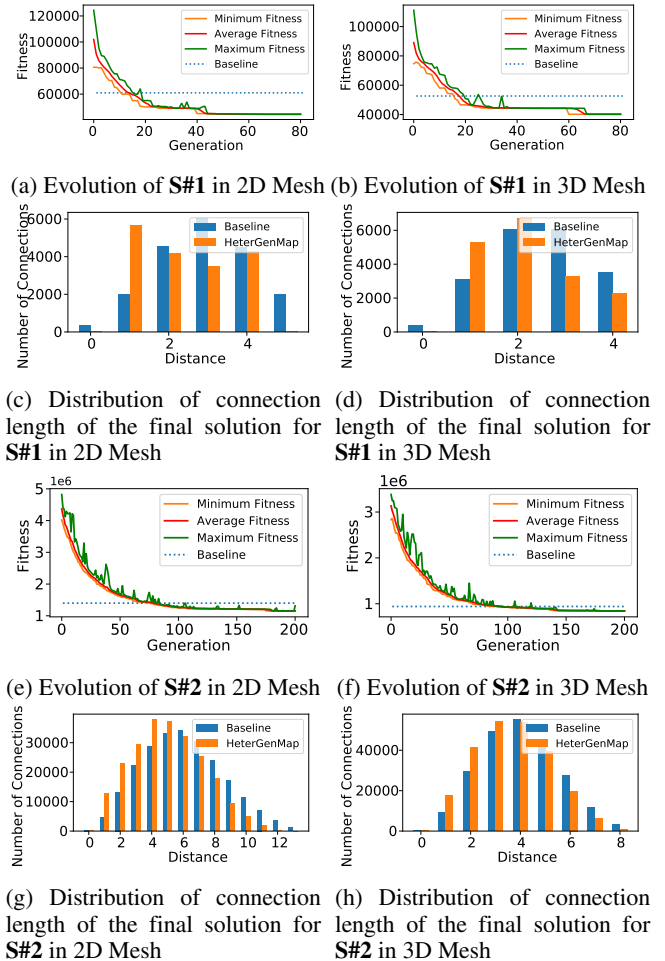 120000
100000
80000
60000
Fitness
0
20
40
60
80
Generation
Minimum Fitness
Average Fitness
Maximum Fitness
Baseline
100000
80000
60000
40000
Fitness
0
20
40
60
80
Generation
Minimum Fitness
Average Fitness
Maximum Fitness
Baseline
(a) Evolution of S#1 in 2D Mesh
(b) Evolution of S#1 in 3D Mesh
6000
4000
2000
0
Number of Connections
0
2
4
Distance
Baseline
HeterGenMap
6000
4000
2000
0
Number of Connections
0
2
4
Distance
Baseline
HeterGenMap
(c) Distribution of connection
length of the final solution for
S#1 in 2D Mesh
(d) Distribution of connection
length of the final solution for
S#1 in 3D Mesh
1e6
5
4
3
2
1
Fitness
0
50
100
150
200
Generation
Minimum Fitness
Average Fitness
Maximum Fitness
Baseline
1e6
3
2
1
Fitness
0
50
100
150
200
Generation
Minimum Fitness
Average Fitness
Maximum Fitness
Baseline
(e) Evolution of S#2 in 2D Mesh
(f) Evolution of S#2 in 3D Mesh
30000
20000
10000
0
Number of Connections
0
2
4
6
8
10
12
Distance
Baseline
HeterGenMap
40000
20000
0
Number of Connections
0
2
4
6
8
Distance
Baseline
HeterGenMap
(g) Distribution of connection
length of the final solution for
S#2 in 2D Mesh
(h) Distribution of connection
length of the final solution for
S#2 in 3D Mesh